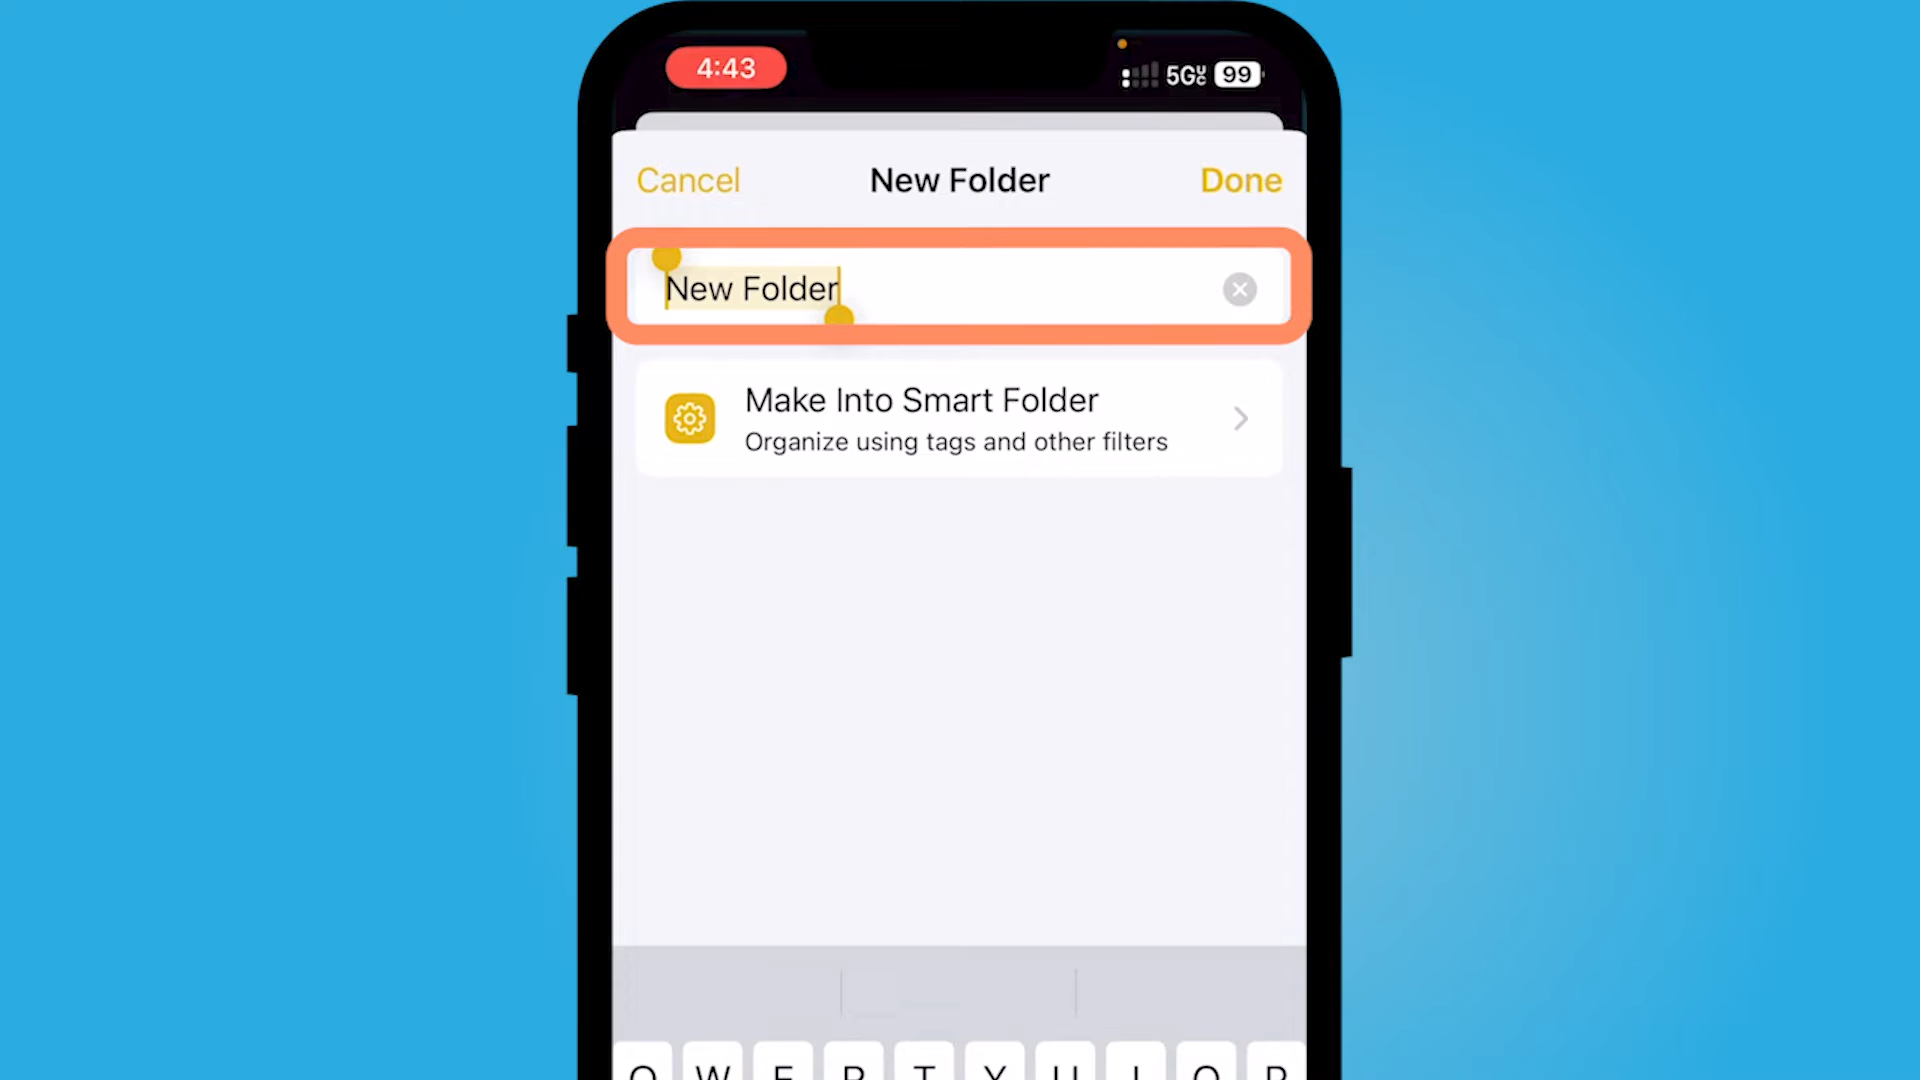 4:43
5G UC 99
Cancel New Folder Done
New Folder
Make Into Smart Folder
Organize using tags and other filters
Q W E R T Y U I O P